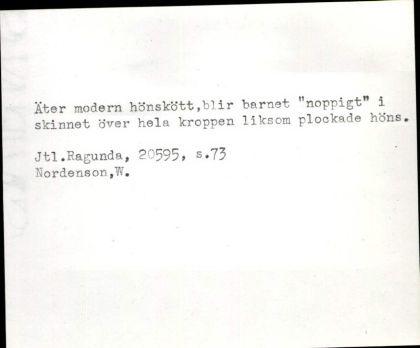 Äter modern hönskött,blir barnet "noppigt" i
skinnet över hela kroppen liksom plockade höns.
Jtl.Ragunda, 20595, s.73
Nordenson,W.